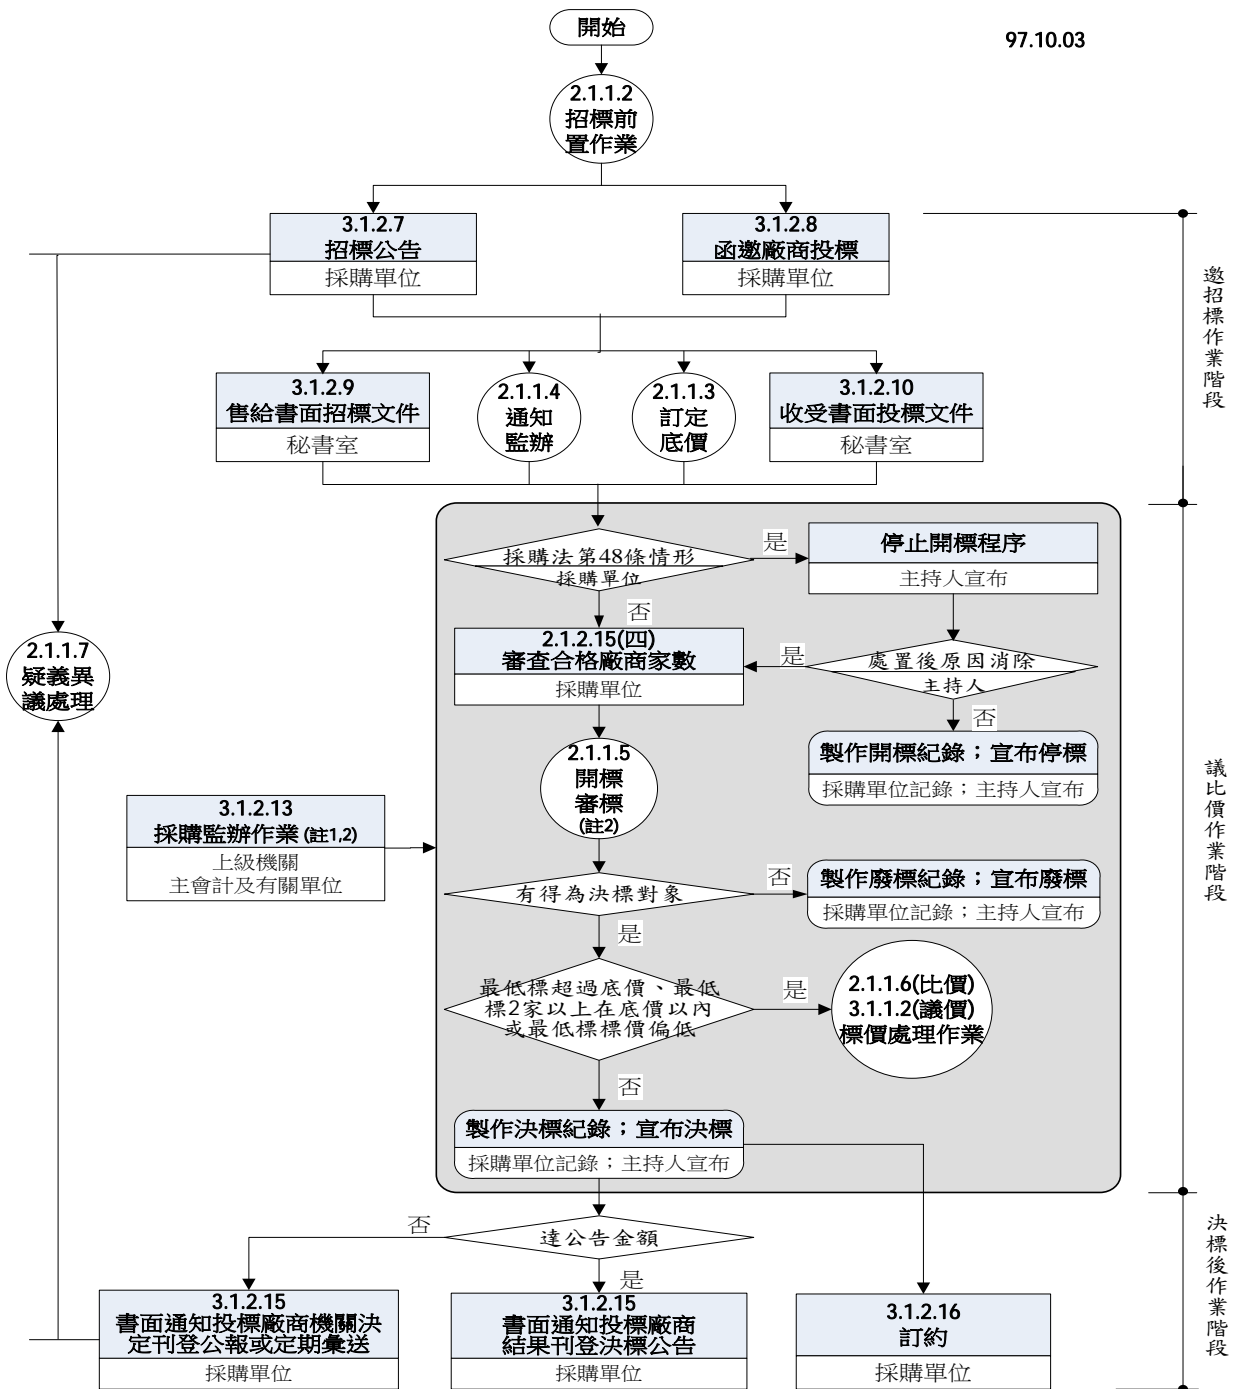 開始
97.10.03
2.1.1.2
招標前
置作業
3.1.2.7
招標公告
採購單位
3.1.2.8
函邀廠商投標
採購單位
邀招標作業階段
3.1.2.9
售給書面招標文件
秘書室
2.1.1.4
通知
監辦
2.1.1.3
訂定
底價
3.1.2.10
收受書面投標文件
秘書室
採購法第48條情形
採購單位
是
停止開標程序
主持人宣布
否
2.1.2.15(四)
審查合格廠商家數
採購單位
是
處置後原因消除
主持人
否
製作開標紀錄；宣布停標
採購單位記錄；主持人宣布
2.1.1.7
疑義異
議處理
2.1.1.5
開標
審標
(註2)
議比價作業階段
3.1.2.13
採購監辦作業 (註1,2)
上級機關
主會計及有關單位
有得為決標對象
否
製作廢標紀錄；宣布廢標
採購單位記錄；主持人宣布
是
最低標超過底價、最低
標2家以上在底價以內
或最低標標價偏低
是
2.1.1.6(比價)
3.1.1.2(議價)
標價處理作業
否
製作決標紀錄；宣布決標
採購單位記錄；主持人宣布
達公告金額
否
是
決標後作業階段
3.1.2.15
書面通知投標廠商機關決
定刊登公報或定期彙送
採購單位
3.1.2.15
書面通知投標廠商
結果刊登決標公告
採購單位
3.1.2.16
訂約
採購單位